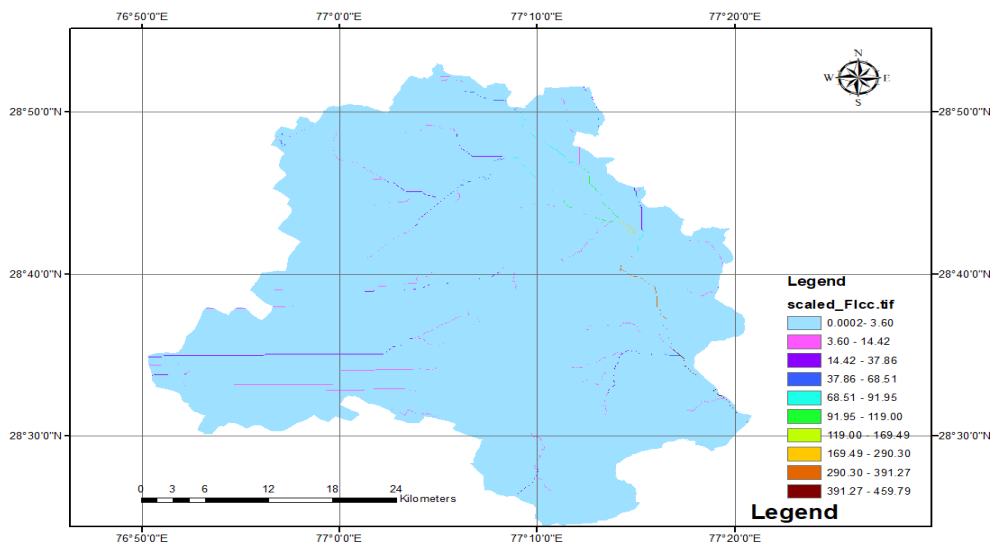 76°50'0"E 77°0'0"E 77°10'0"E 77°20'0"E
N
W E
S
28°50'0"N 28°50'0"N
28°40'0"N 28°40'0"N
Legend
scaled_Flcc.tif
0.0002- 3.60
3.60 - 14.42
14.42 - 37.86
37.86 - 68.51
68.51 - 91.95
91.95 - 119.00
119.00 - 169.49
169.49 - 290.30
290.30 - 391.27
391.27 - 459.79
28°30'0"N 28°30'0"N
0 3 6 12 18 24
Kilometers
Legend
76°50'0"E 77°0'0"E 77°10'0"E 77°20'0"E